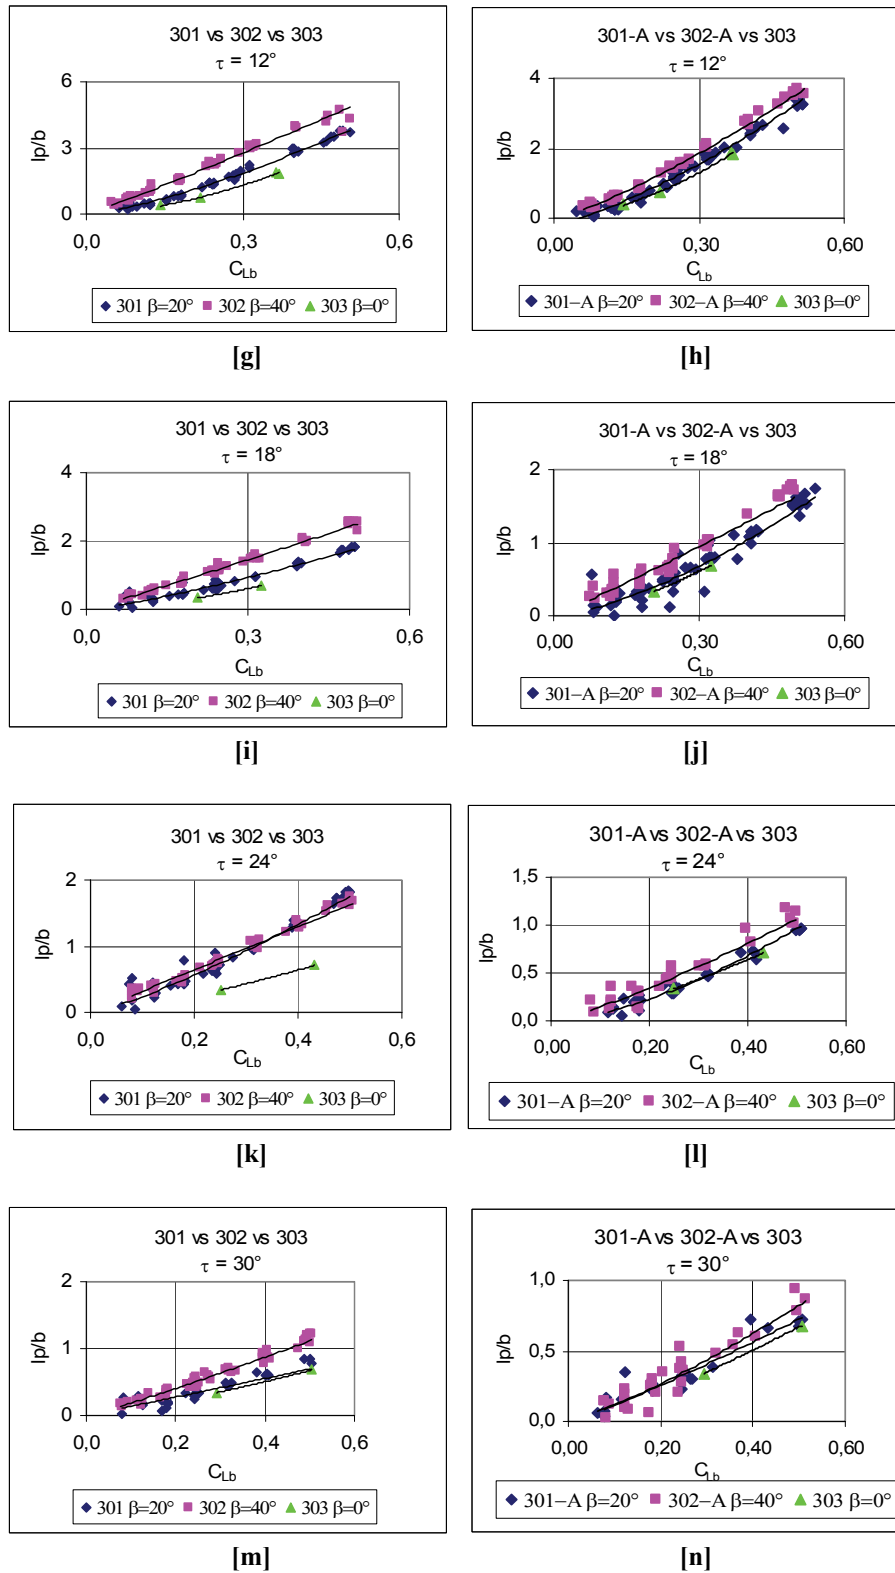 301 vs 302 vs 303
τ = 12°
6
3
0
lp/b
0,0
0,3
0,6
C_Lb
301 β=20°
302 β=40°
303 β=0°
[g]
301-A vs 302-A vs 303
τ = 12°
4
2
0
lp/b
0,00
0,30
0,60
C_Lb
301–A β=20°
302–A β=40°
303 β=0°
[h]
301 vs 302 vs 303
τ = 18°
4
2
0
lp/b
0,0
0,3
0,6
C_Lb
301 β=20°
302 β=40°
303 β=0°
[i]
301-A vs 302-A vs 303
τ = 18°
2
1
0
lp/b
0,00
0,30
0,60
C_Lb
301–A β=20°
302–A β=40°
303 β=0°
[j]
301 vs 302 vs 303
τ = 24°
2
1
0
lp/b
0,0
0,2
0,4
0,6
C_Lb
301 β=20°
302 β=40°
303 β=0°
[k]
301-A vs 302-A vs 303
τ = 24°
1,5
1,0
0,5
0,0
lp/b
0,00
0,20
0,40
0,60
C_Lb
301–A β=20°
302–A β=40°
303 β=0°
[l]
301 vs 302 vs 303
τ = 30°
2
1
0
lp/b
0,0
0,2
0,4
0,6
C_Lb
301 β=20°
302 β=40°
303 β=0°
[m]
301-A vs 302-A vs 303
τ = 30°
1,0
0,5
0,0
lp/b
0,00
0,20
0,40
0,60
C_Lb
301–A β=20°
302–A β=40°
303 β=0°
[n]